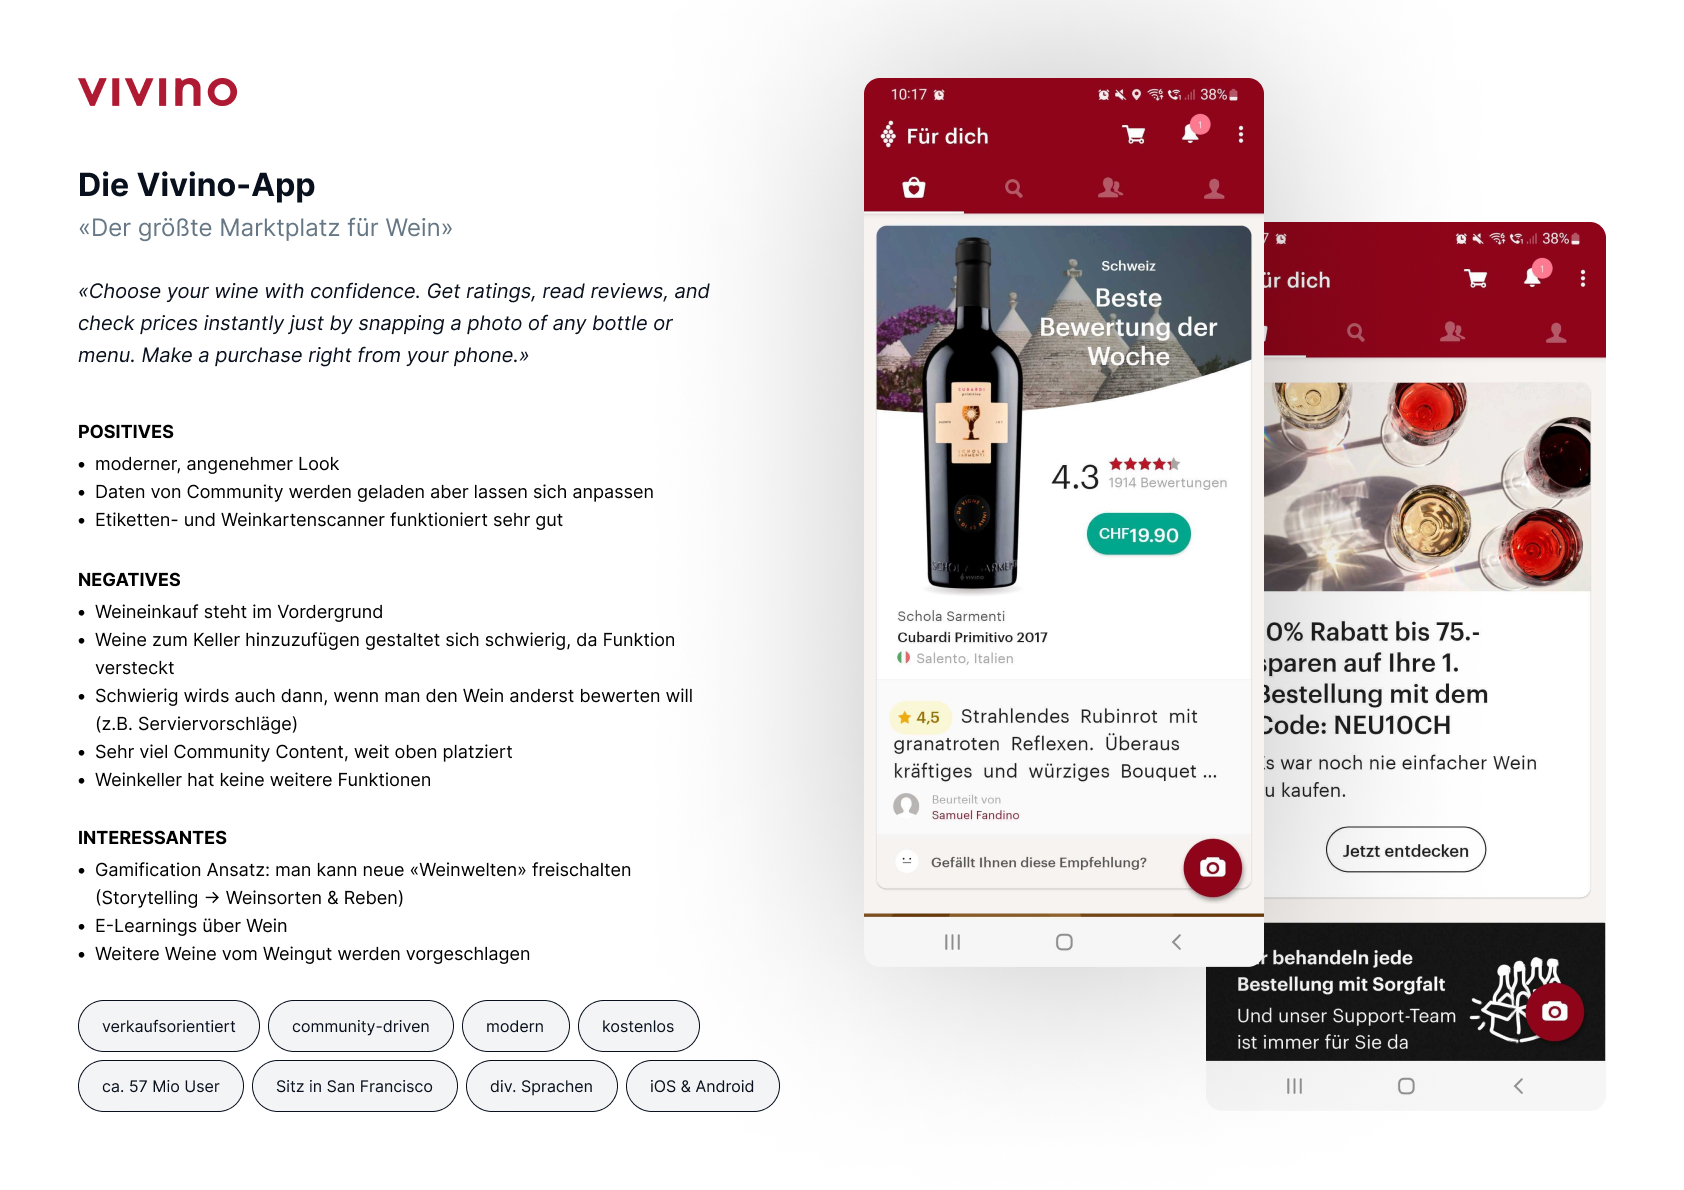 vivino
Die Vivino-App
«Der größte Marktplatz für Wein»
«Choose your wine with confidence. Get ratings, read reviews, and
check prices instantly just by snapping a photo of any bottle or
menu. Make a purchase right from your phone.»
POSITIVES
• moderner, angenehmer Look
• Daten von Community werden geladen aber lassen sich anpassen
• Etiketten- und Weinkartenscanner funktioniert sehr gut
NEGATIVES
• Weineinkauf steht im Vordergrund
• Weine zum Keller hinzuzufügen gestaltet sich schwierig, da Funktion
versteckt
• Schwierig wirds auch dann, wenn man den Wein anderst bewerten will
(z.B. Serviervorschläge)
• Sehr viel Community Content, weit oben platziert
• Weinkeller hat keine weitere Funktionen
INTERESSANTES
• Gamification Ansatz: man kann neue «Weinwelten» freischalten
(Storytelling → Weinsorten & Reben)
• E-Learnings über Wein
• Weitere Weine vom Weingut werden vorgeschlagen
verkaufsorientiert
community-driven
modern
kostenlos
ca. 57 Mio User
Sitz in San Francisco
div. Sprachen
iOS & Android
10:17
38%
Für dich
1
Schweiz
Beste
Bewertung der
Woche
CUBARDI
primitivo
4.3
1914 Bewertungen
CHF19.90
Schola Sarmenti
Cubardi Primitivo 2017
Salento, Italien
4,5 Strahlendes Rubinrot mit
granatroten Reflexen. Überaus
kräftiges und würziges Bouquet ...
Beurteilt von
Samuel Fandino
Gefällt Ihnen diese Empfehlung?
7
38%
ür dich
1
0% Rabatt bis 75.-
sparen auf Ihre 1.
Bestellung mit dem
Code: NEU10CH
Es war noch nie einfacher Wein
u kaufen.
Jetzt entdecken
r behandeln jede
Bestellung mit Sorgfalt
Und unser Support-Team
ist immer für Sie da